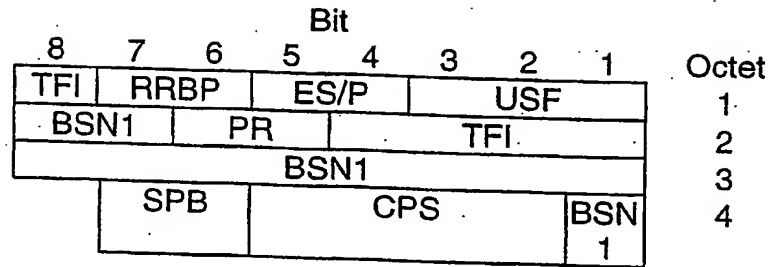 Bit
8 7 6 5 4 3 2 1 Octet
TFI RRBP ES/P USF 1
BSN1 PR TFI 2
BSN1 3
SPB CPS BSN 4
1